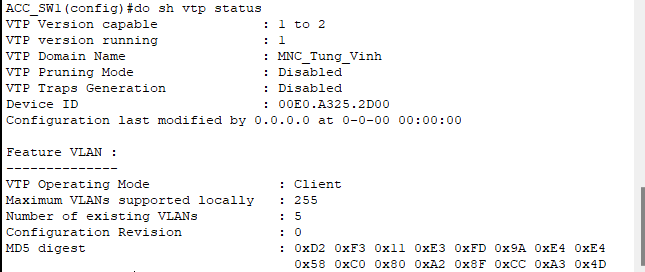 ACC_SW1(config)#do sh vtp status
VTP Version capable : 1 to 2
VTP version running : 1
VTP Domain Name : MNC_Tung_Vinh
VTP Pruning Mode : Disabled
VTP Traps Generation : Disabled
Device ID : 00E0.A325.2D00
Configuration last modified by 0.0.0.0 at 0-0-00 00:00:00
Feature VLAN :
--------------
VTP Operating Mode : Client
Maximum VLANs supported locally : 255
Number of existing VLANs : 5
Configuration Revision : 0
MD5 digest : 0xD2 0xF3 0x11 0xE3 0xFD 0x9A 0xE4 0xE4
0x58 0xC0 0x80 0xA2 0x8F 0xCC 0xA3 0x4D